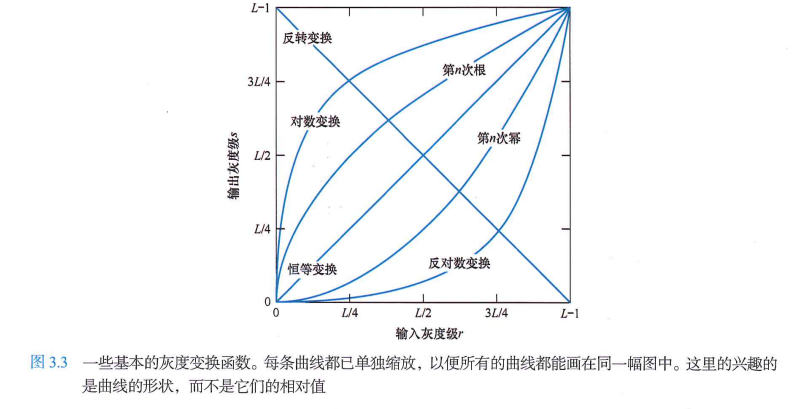 L−1
反转变换
第n次根
3L/4
对数变换
第n次幂
L/2
输出灰度级s
L/4
恒等变换
反对数变换
0
0 L/4 L/2 3L/4 L−1
输入灰度级r
图 3.3 一些基本的灰度变换函数。每条曲线都已单独缩放，以便所有的曲线都能画在同一幅图中。这里的兴趣的
是曲线的形状，而不是它们的相对值